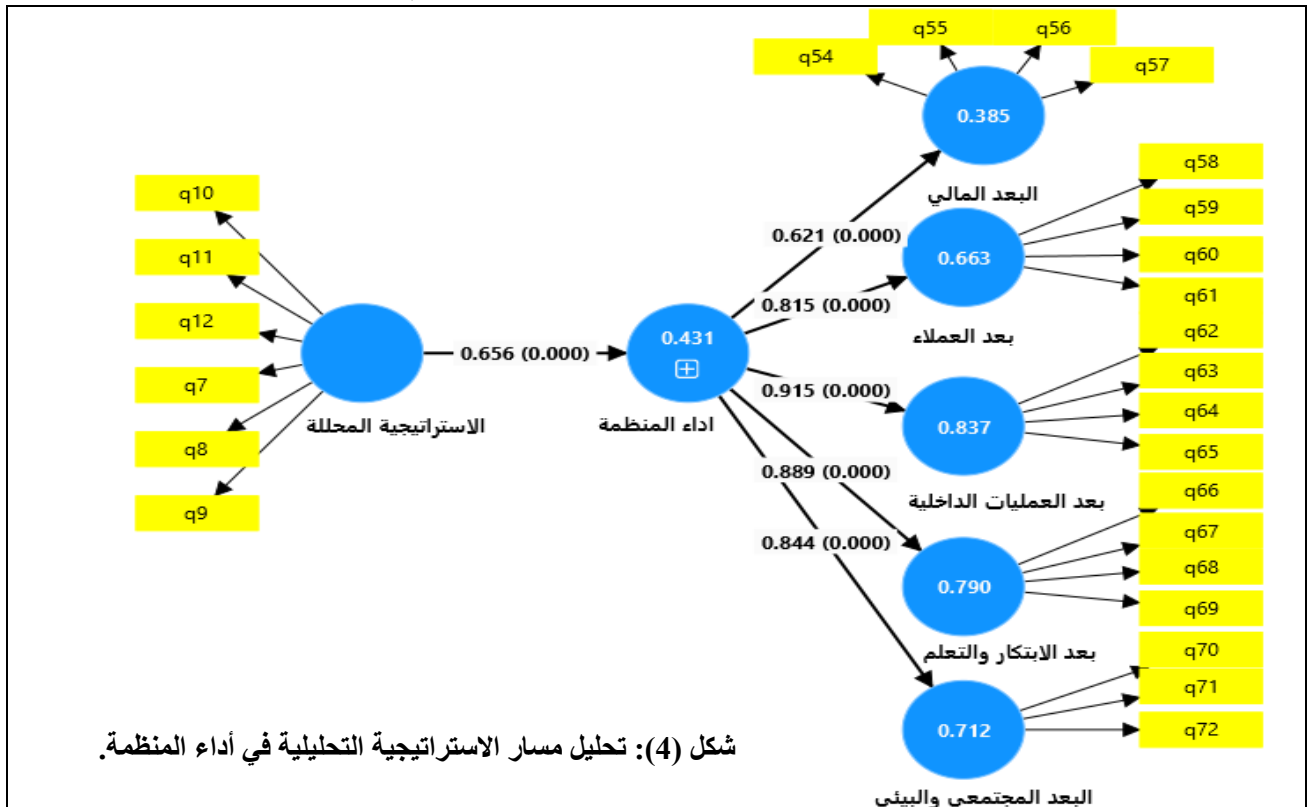 q55
q56
q54
q57
0.385
البعد المالي
q10
q11
q12
q7
q8
q9
الاستراتيجية المحللة
0.656 (0.000)
0.431
اداء المنظمة
0.621 (0.000)
0.815 (0.000)
0.915 (0.000)
0.889 (0.000)
0.844 (0.000)
q58
q59
q60
q61
0.663
بعد العملاء
q62
q63
q64
q65
0.837
بعد العمليات الداخلية
q66
q67
q68
q69
0.790
بعد الابتكار والتعلم
q70
q71
q72
0.712
البعد المجتمعي والبيئي
شكل (4): تحليل مسار الاستراتيجية التحليلية في أداء المنظمة.